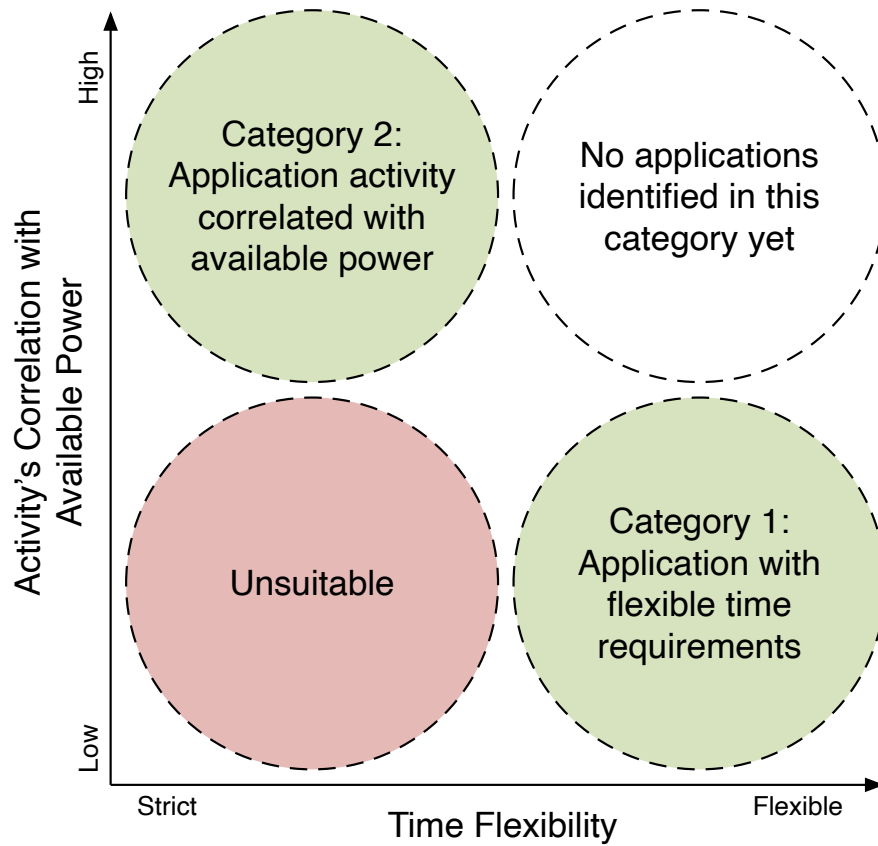 High
Category 2:
Application activity
correlated with
available power
No applications
identified in this
category yet
Activity's Correlation with
Available Power
Unsuitable
Category 1:
Application with
flexible time
requirements
Low
Strict
Flexible
Time Flexibility